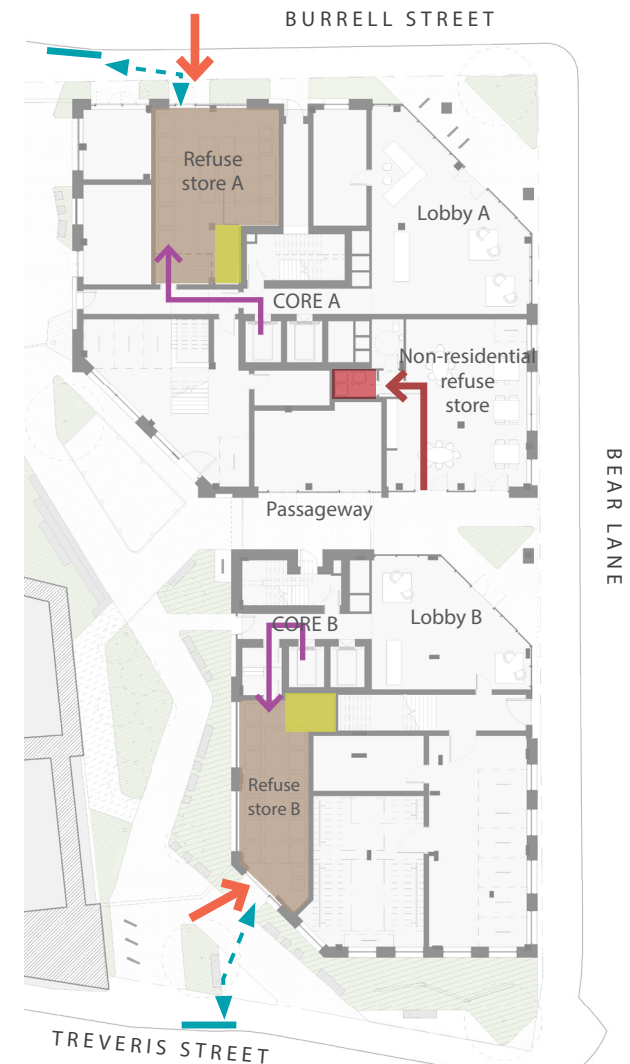 BURRELL STREET
Refuse
store A
Lobby A
CORE A
Non-residential
refuse
store
BEAR LANE
Passageway
CORE B
Lobby B
Refuse
store B
TREVERIS STREET